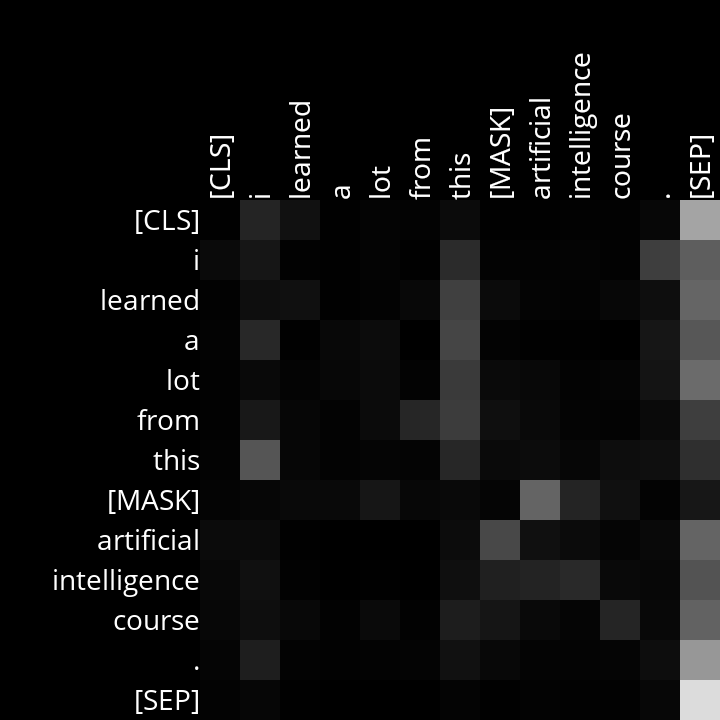 [CLS]
i
learned
a
lot
from
this
[MASK]
artificial
intelligence
course
.
[SEP]
[CLS]
i
learned
a
lot
from
this
[MASK]
artificial
intelligence
course
.
[SEP]